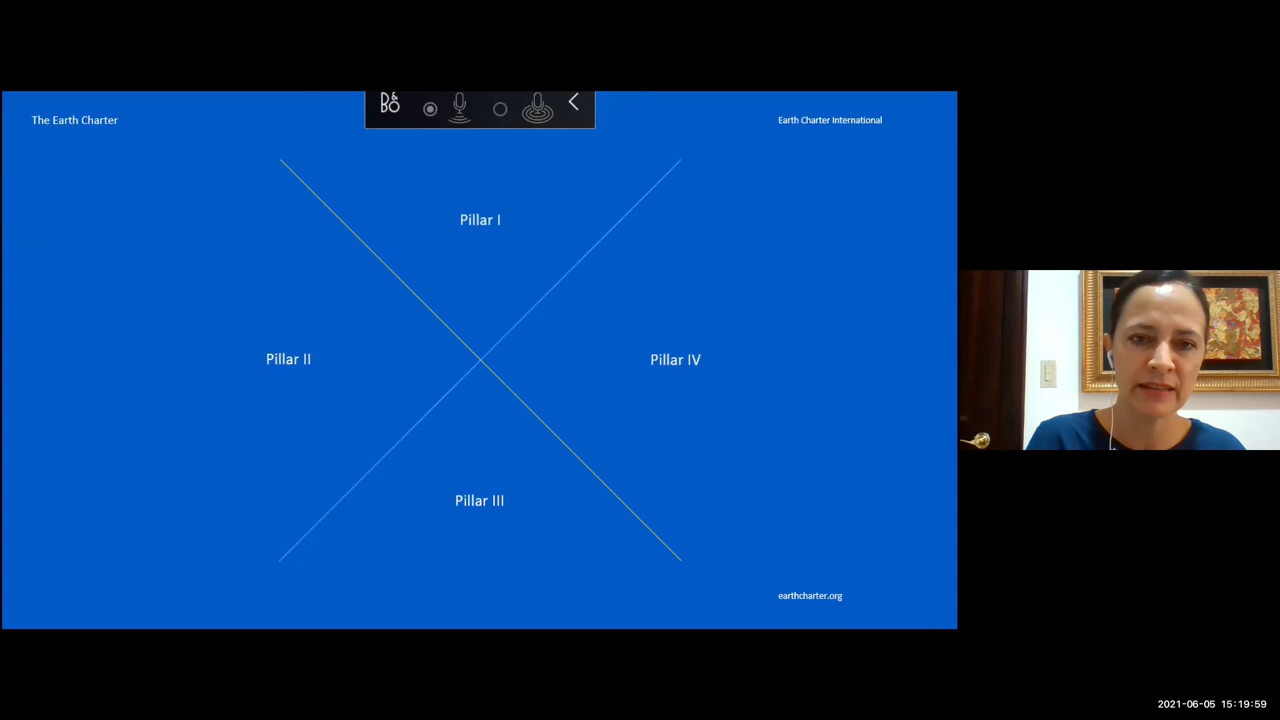 B&
BO
The Earth Charter
Earth Charter International
Pillar I
Pillar II
Pillar IV
Pillar III
earthcharter.org
2021-06-05 15:19:59